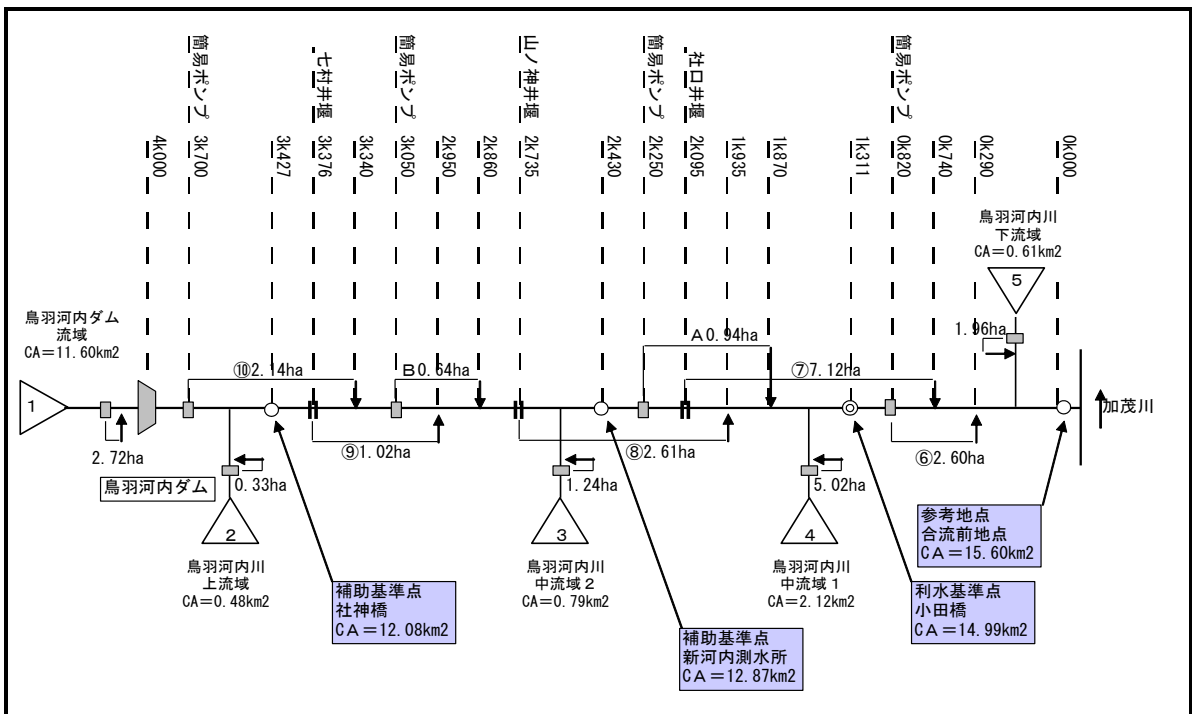 簡易ポンプ
七村井堰
簡易ポンプ
山ノ神井堰
簡易ポンプ
社口井堰
簡易ポンプ
4k000
3k700
3k427
3k376
3k340
3k050
2k950
2k860
2k735
2k430
2k250
2k095
1k935
1k870
1k311
0k820
0k740
0k290
0k000
鳥羽河内川
下流域
CA=0.61km2
5
1.96ha
鳥羽河内ダム
流域
CA=11.60km2
1
2.72ha
鳥羽河内ダム
⑩2.14ha
B0.64ha
A0.94ha
⑦7.12ha
⑨1.02ha
⑧2.61ha
⑥2.60ha
加茂川
0.33ha
2
鳥羽河内川
上流域
CA=0.48km2
1.24ha
3
鳥羽河内川
中流域2
CA=0.79km2
5.02ha
4
鳥羽河内川
中流域1
CA=2.12km2
補助基準点
社神橋
CA=12.08km2
補助基準点
新河内測水所
CA=12.87km2
利水基準点
小田橋
CA=14.99km2
参考地点
合流前地点
CA=15.60km2